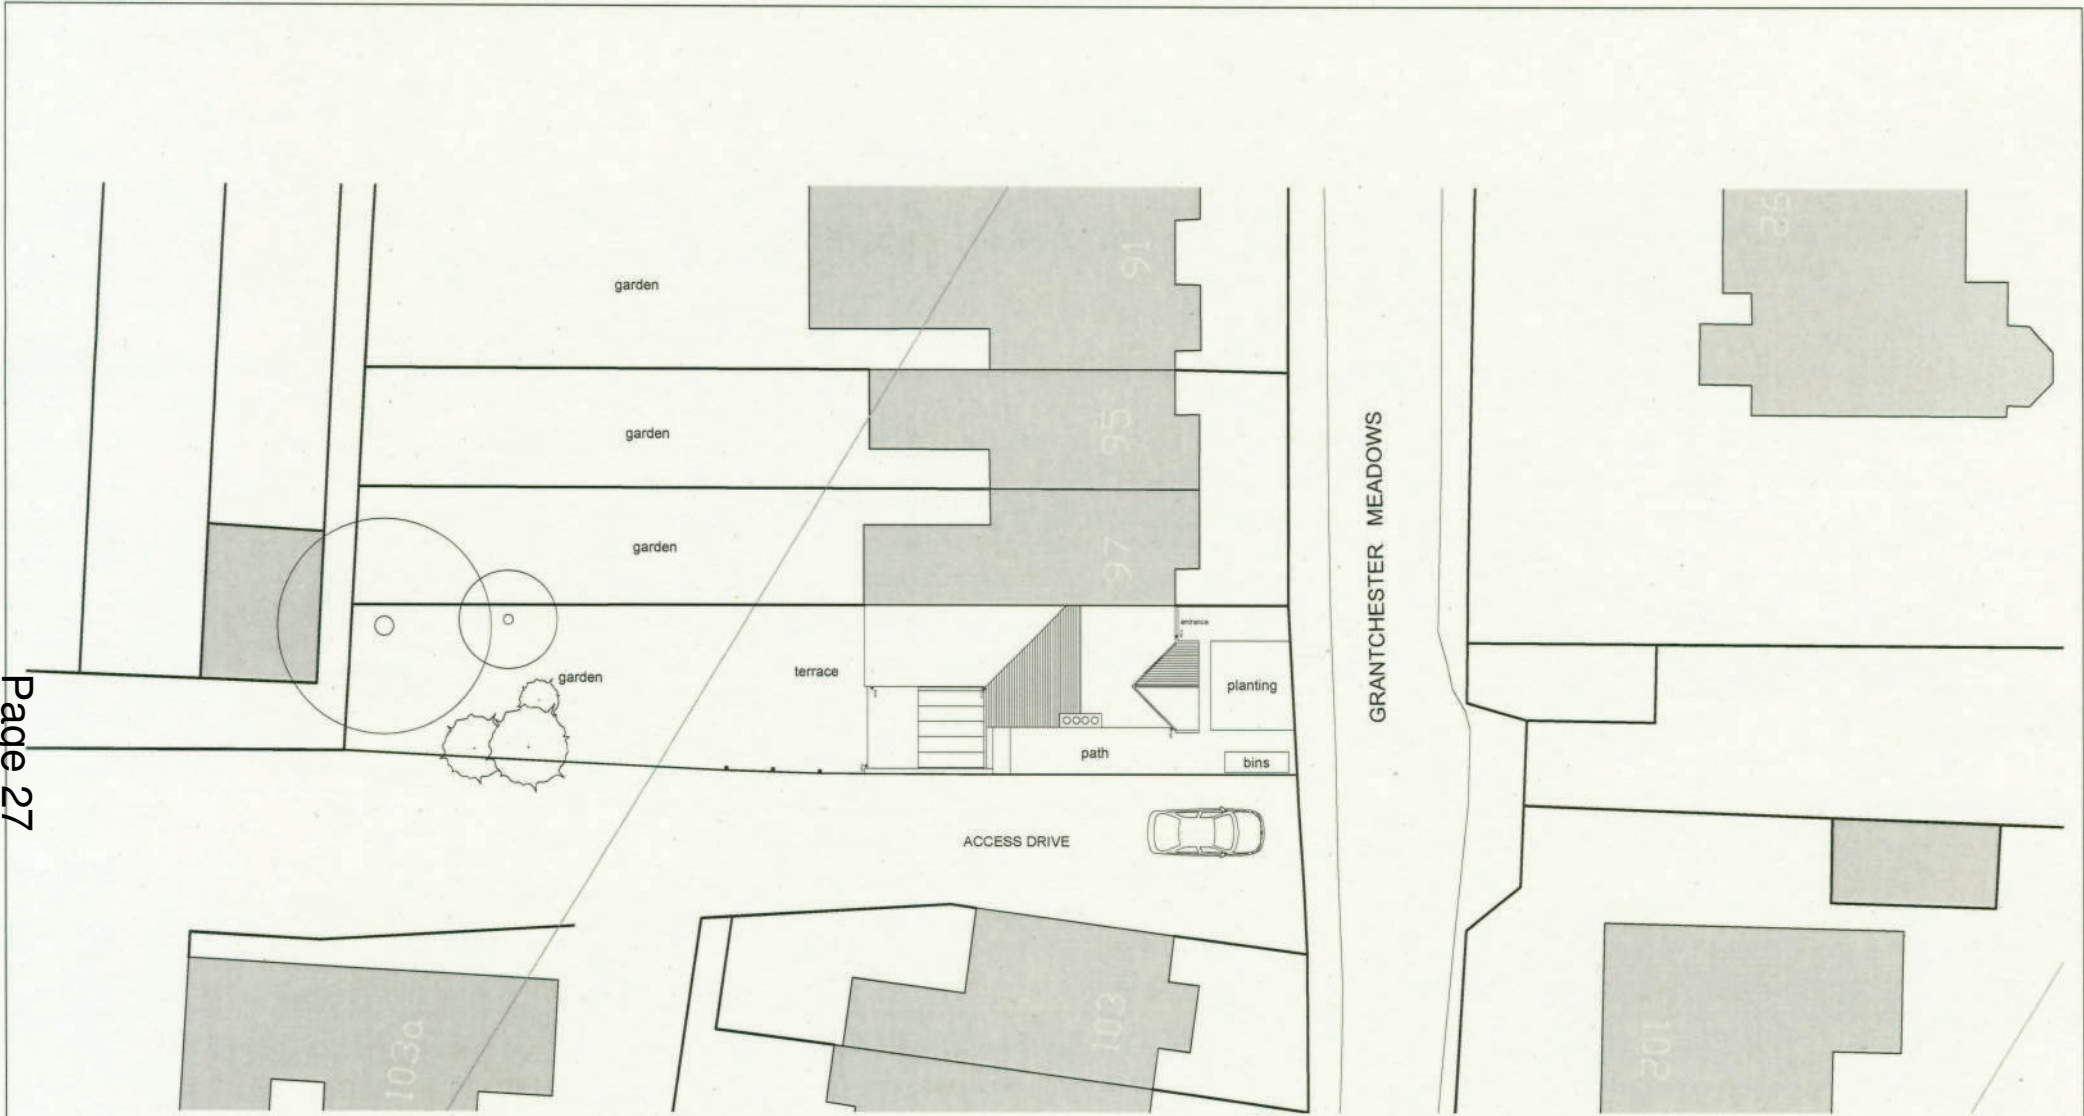 91
92
garden
95
garden
GRANTCHESTER MEADOWS
97
garden
entrance
garden
terrace
planting
path
bins
ACCESS DRIVE
103a
103
102
Page 27